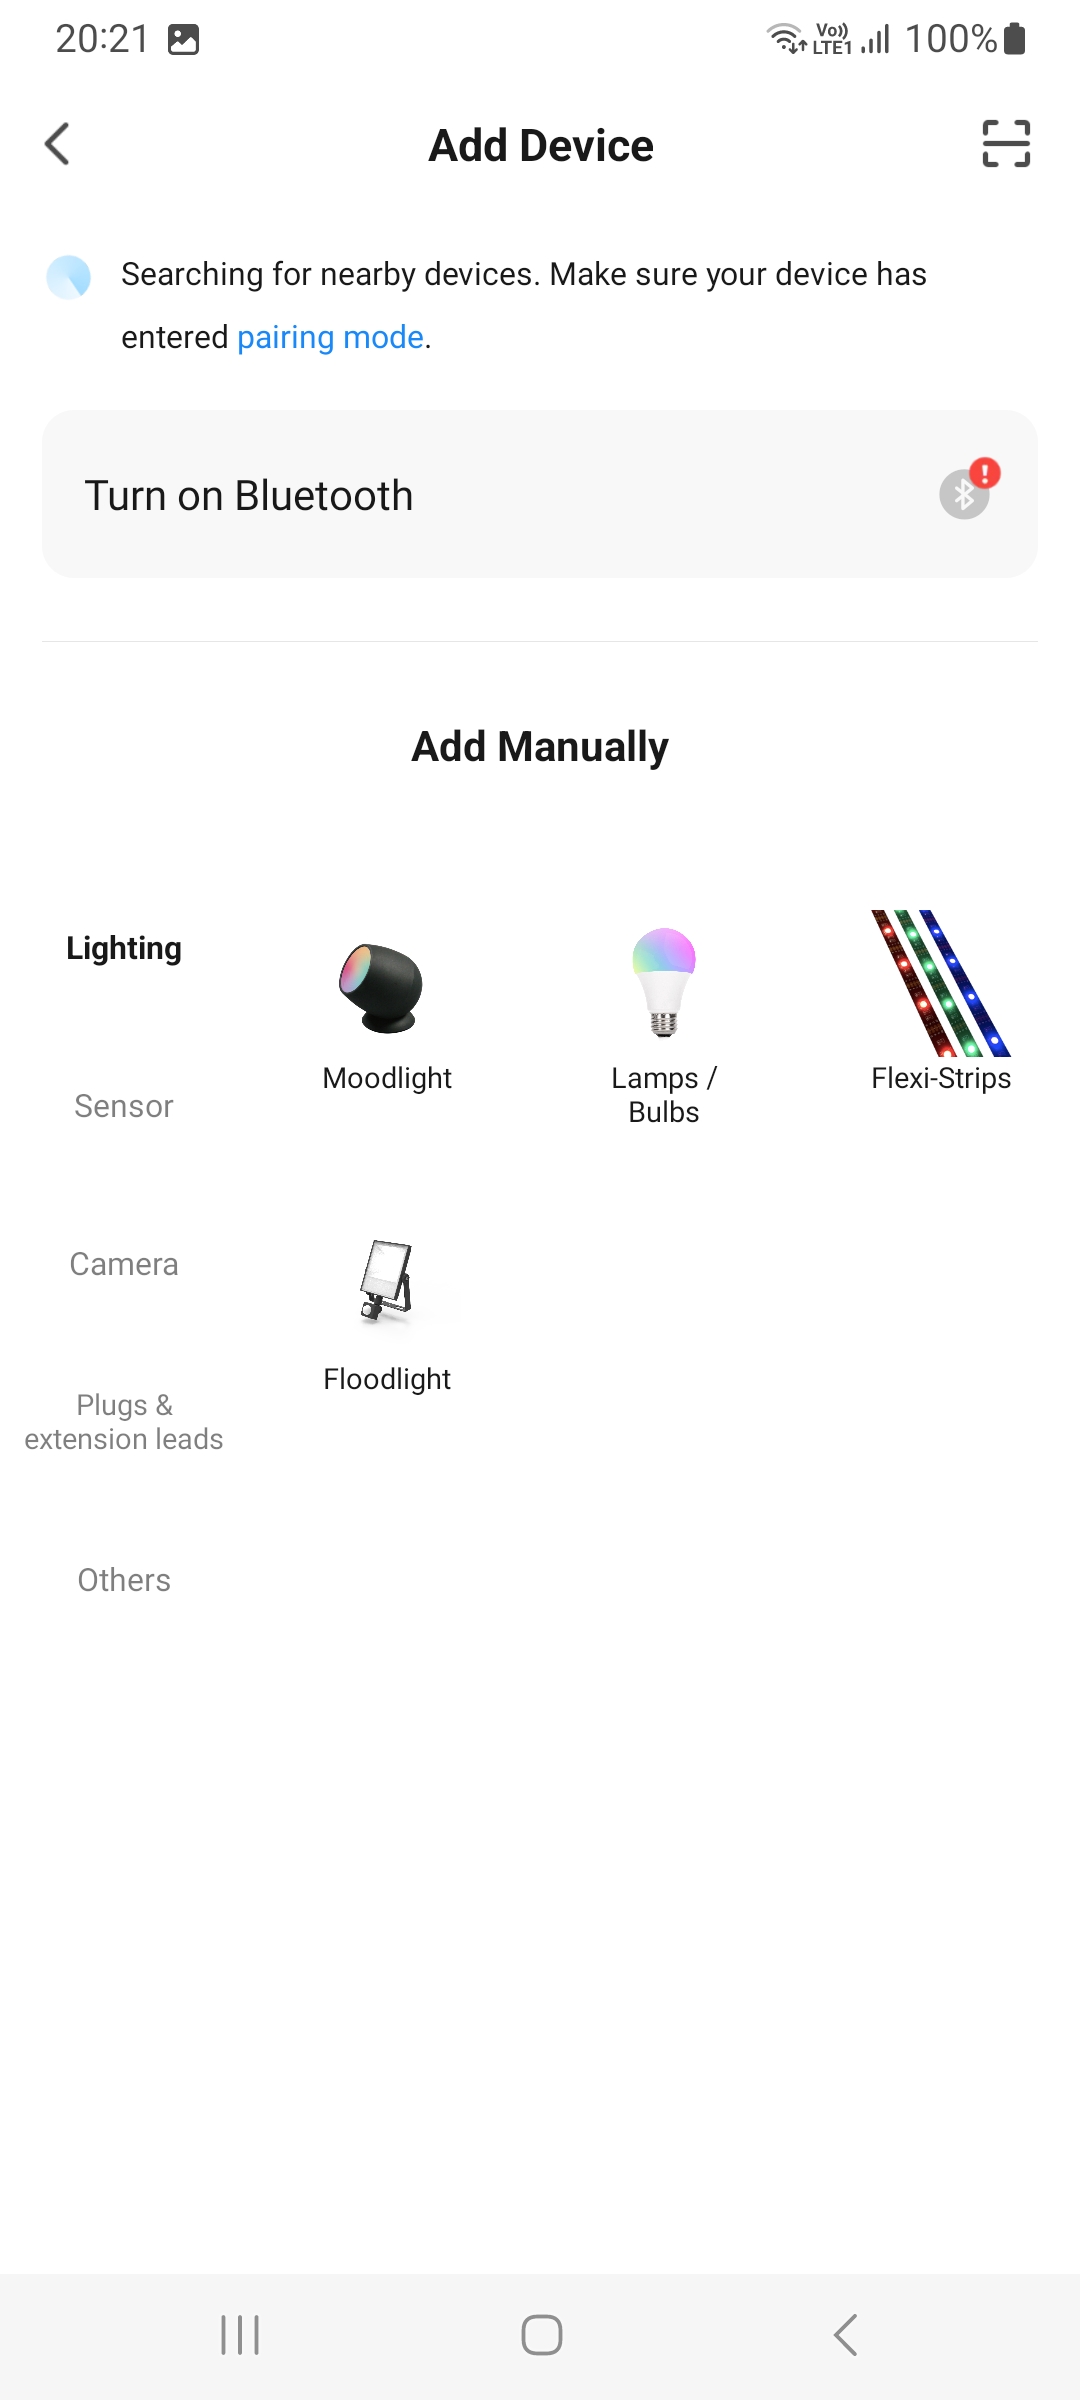 20:21
Vo)) LTE1 100%
Add Device
Searching for nearby devices. Make sure your device has
entered pairing mode.
Turn on Bluetooth
Add Manually
Lighting
Sensor
Camera
Plugs &
extension leads
Others
Moodlight
Lamps /
Bulbs
Flexi-Strips
Floodlight